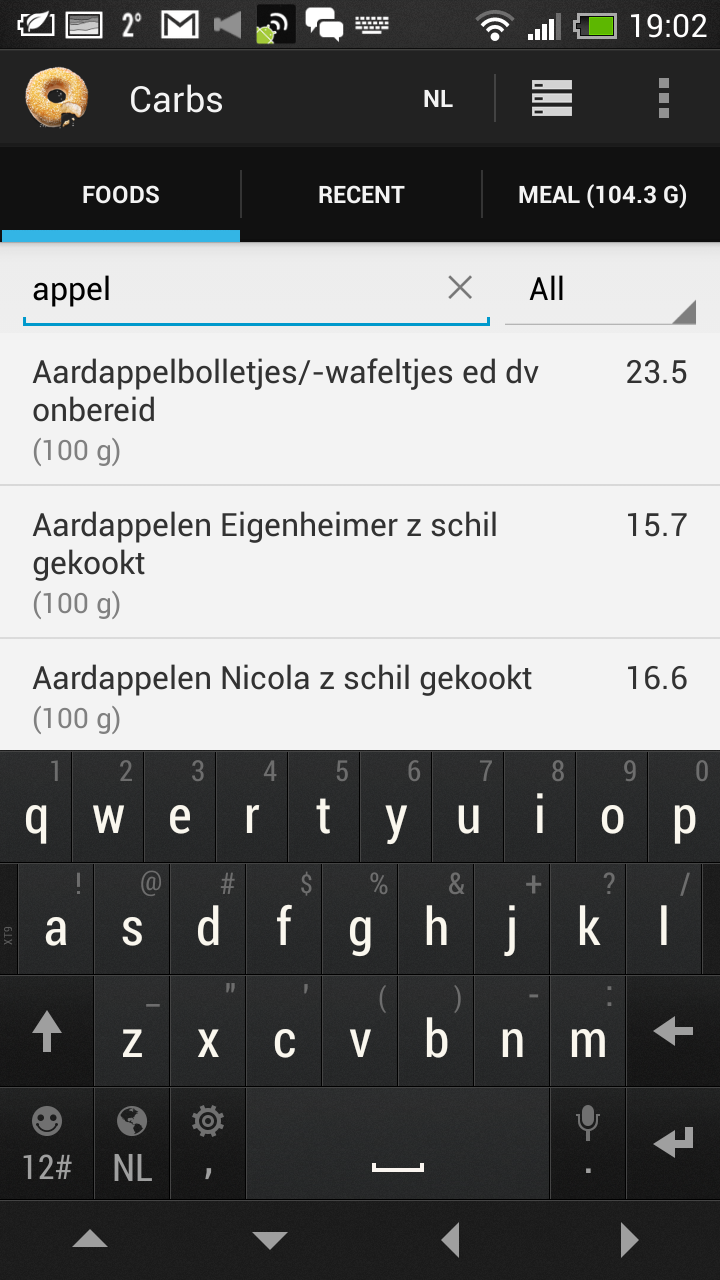 2° 19:02
Carbs NL
FOODS RECENT MEAL (104.3 G)
appel All
Aardappelbolletjes/-wafeltjes ed dv 23.5
onbereid
(100 g)
Aardappelen Eigenheimer z schil 15.7
gekookt
(100 g)
Aardappelen Nicola z schil gekookt 16.6
(100 g)
1 2 3 4 5 6 7 8 9 0
q w e r t y u i o p
! @ # $ % & + ? /
XT9 a s d f g h j k l
_ " ' ( ) - :
z x c v b n m
12# NL , .